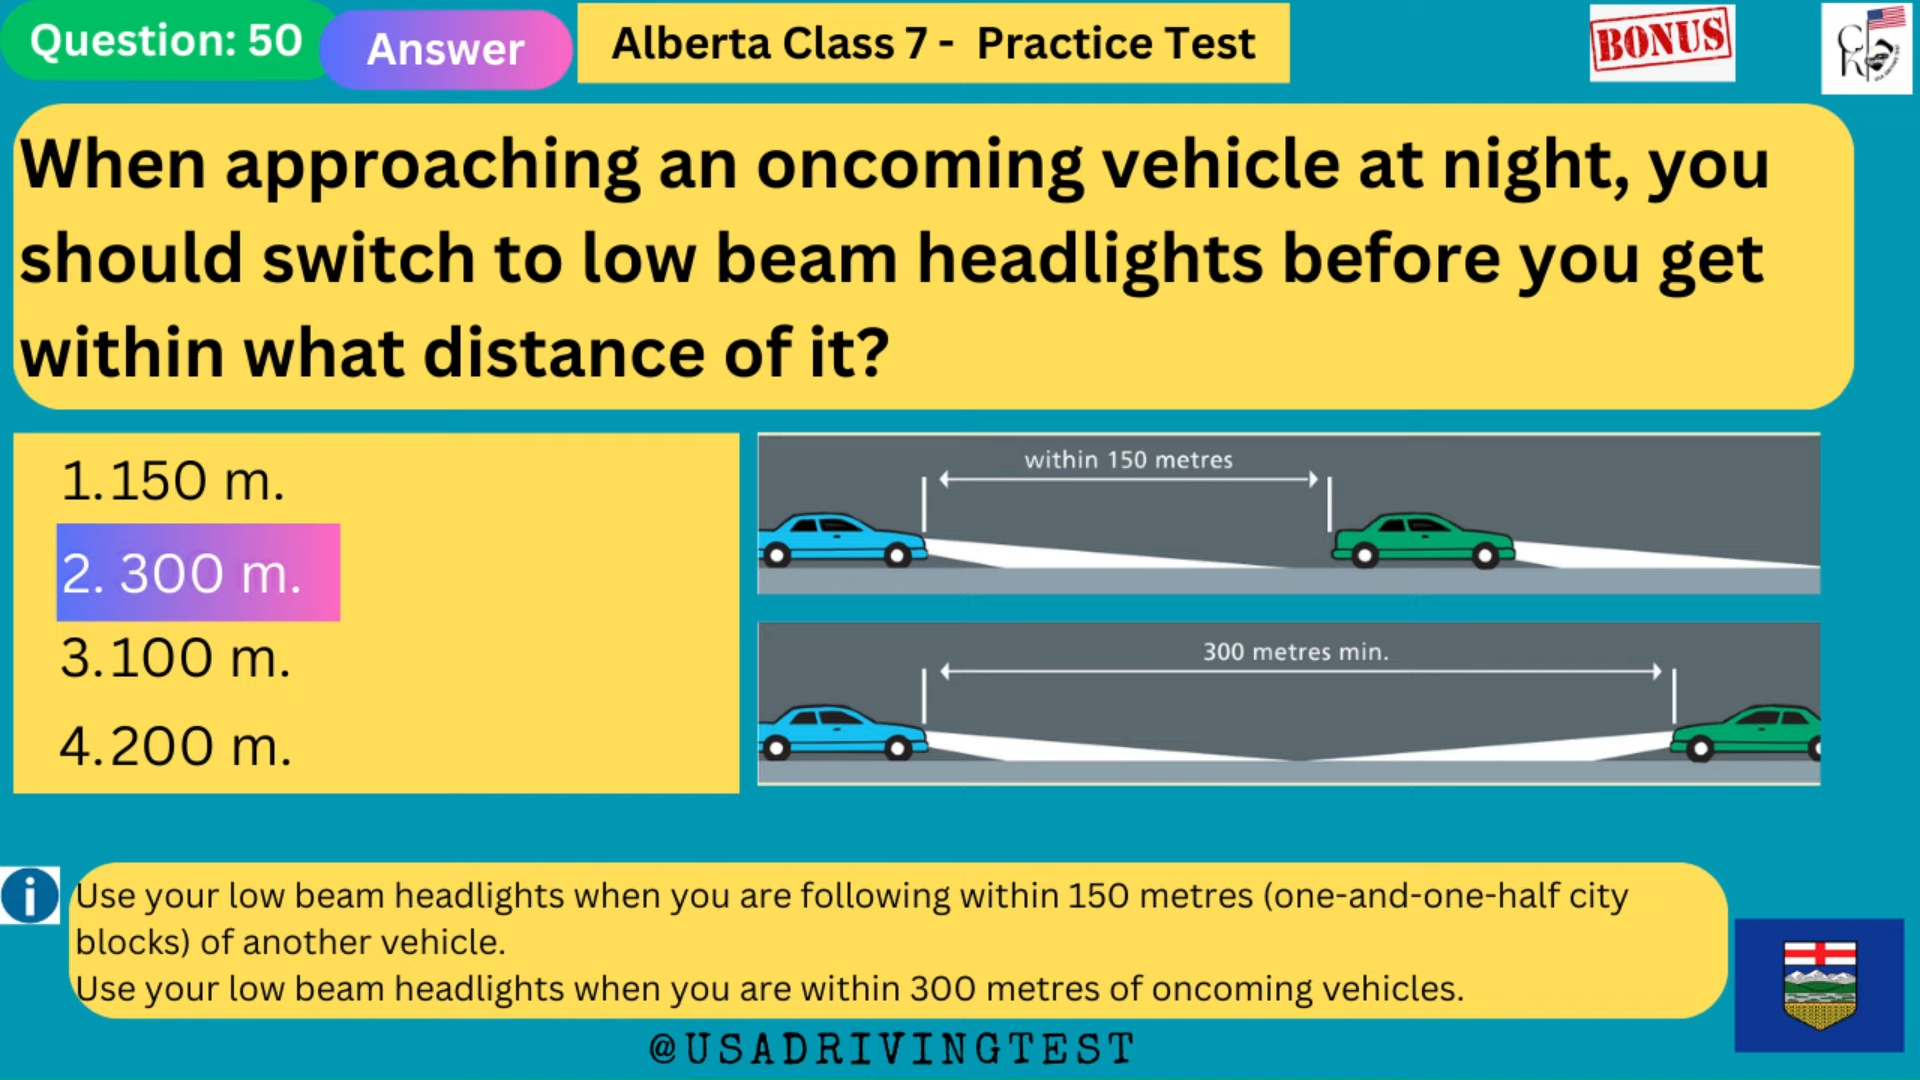 Question: 50
Answer
Alberta Class 7 - Practice Test
BONUS
When approaching an oncoming vehicle at night, you
should switch to low beam headlights before you get
within what distance of it?
1.150 m.
2. 300 m.
3.100 m.
4.200 m.
within 150 metres
300 metres min.
i
Use your low beam headlights when you are following within 150 metres (one-and-one-half city
blocks) of another vehicle.
Use your low beam headlights when you are within 300 metres of oncoming vehicles.
@USADRIVINGTEST